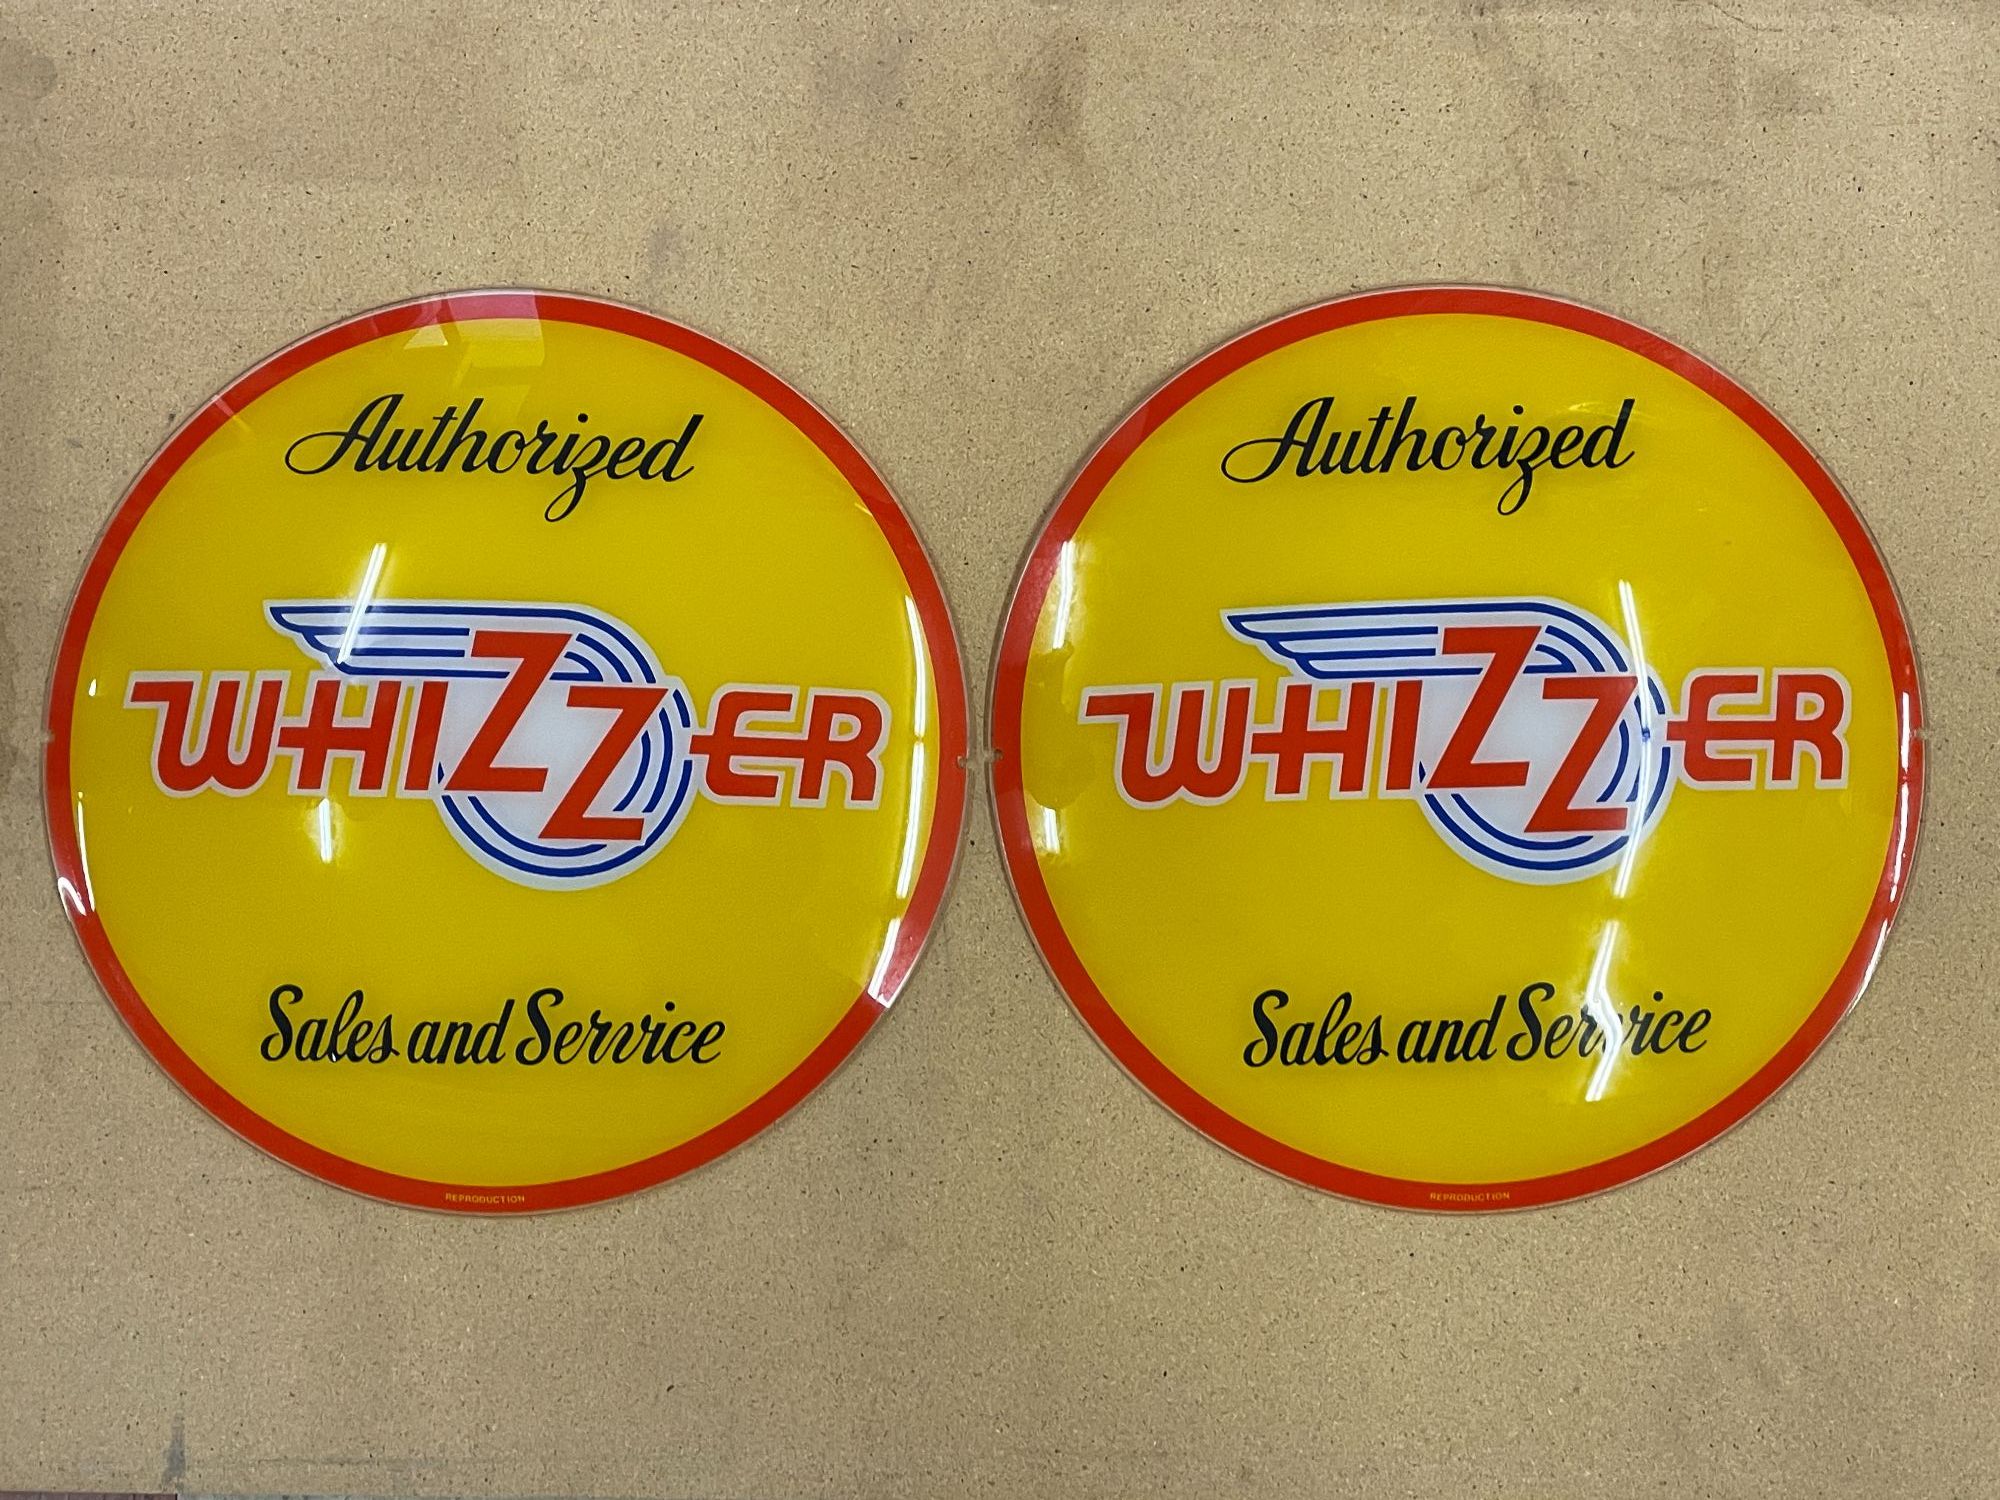 Authorized
WHIZZER
Sales and Service
REPRODUCTION
Authorized
WHIZZER
Sales and Service
REPRODUCTION